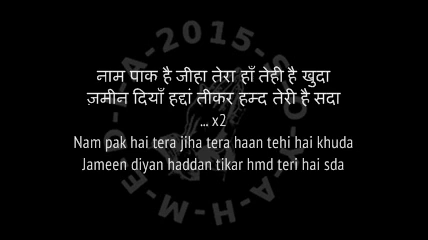 नाम पाक है जीहा तेरा हाँ तेही है खुदा
ज़मीन दियाँ हद्दां तीकर हम्द तेरी है सदा
... x2
Nam pak hai tera jiha tera haan tehi hai khuda
Jameen diyan haddan tikar hmd teri hai sda